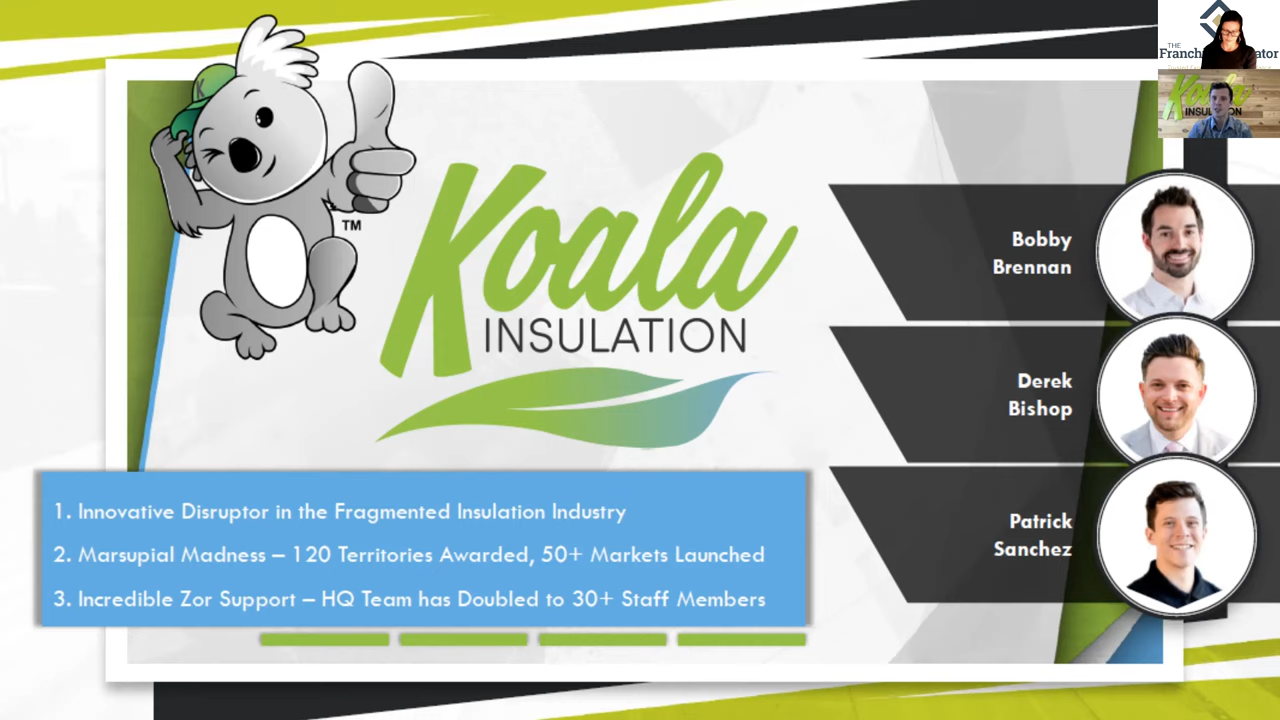 K
TM
Koala
INSULATION
Bobby
Brennan
Derek
Bishop
Patrick
Sanchez
1. Innovative Disruptor in the Fragmented Insulation Industry
2. Marsupial Madness – 120 Territories Awarded, 50+ Markets Launched
3. Incredible Zor Support – HQ Team has Doubled to 30+ Staff Members
THE